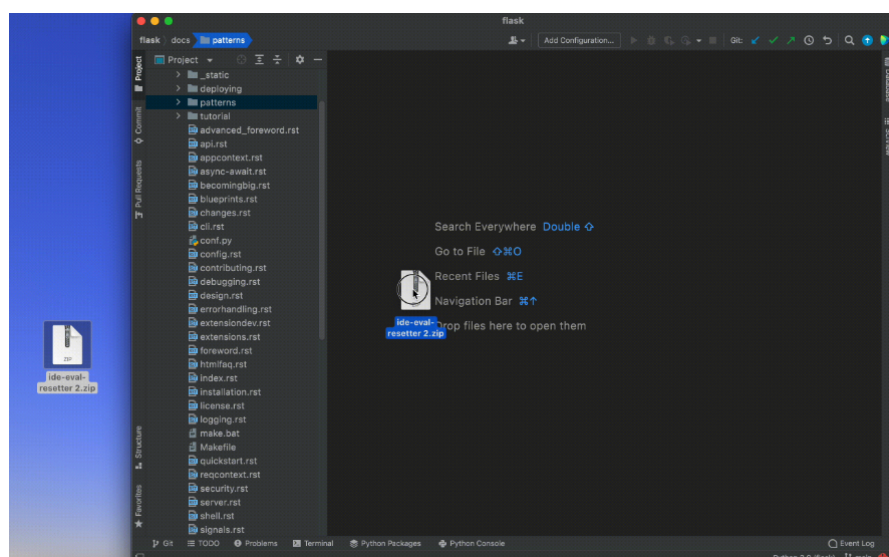 flask
flask
docs
patterns
Add Configuration...
Git:
Project
Project
_static
deploying
patterns
tutorial
advanced_foreword.rst
api.rst
appcontext.rst
async-await.rst
becomingbig.rst
blueprints.rst
changes.rst
cli.rst
conf.py
config.rst
contributing.rst
debugging.rst
design.rst
errorhandling.rst
extensiondev.rst
extensions.rst
foreword.rst
htmlfaq.rst
index.rst
installation.rst
license.rst
logging.rst
make.bat
Makefile
quickstart.rst
reqcontext.rst
security.rst
server.rst
shell.rst
signals.rst
Commit
Pull Requests
Structure
Favorites
Search Everywhere Double ⇧
Go to File ⇧⌘O
Recent Files ⌘E
Navigation Bar ⌘↑
Drop files here to open them
ide-eval-
resetter 2.zip
ZIP
ide-eval-
resetter 2.zip
Git
TODO
Problems
Terminal
Python Packages
Python Console
Event Log